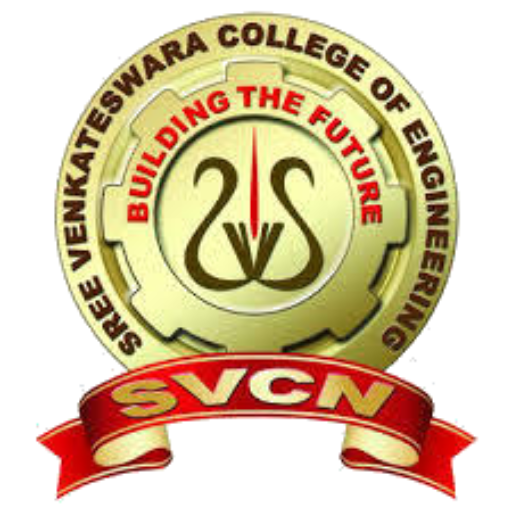 SREE VENKATESWARA COLLEGE OF ENGINEERING
BUILDING THE FUTURE
SVCN